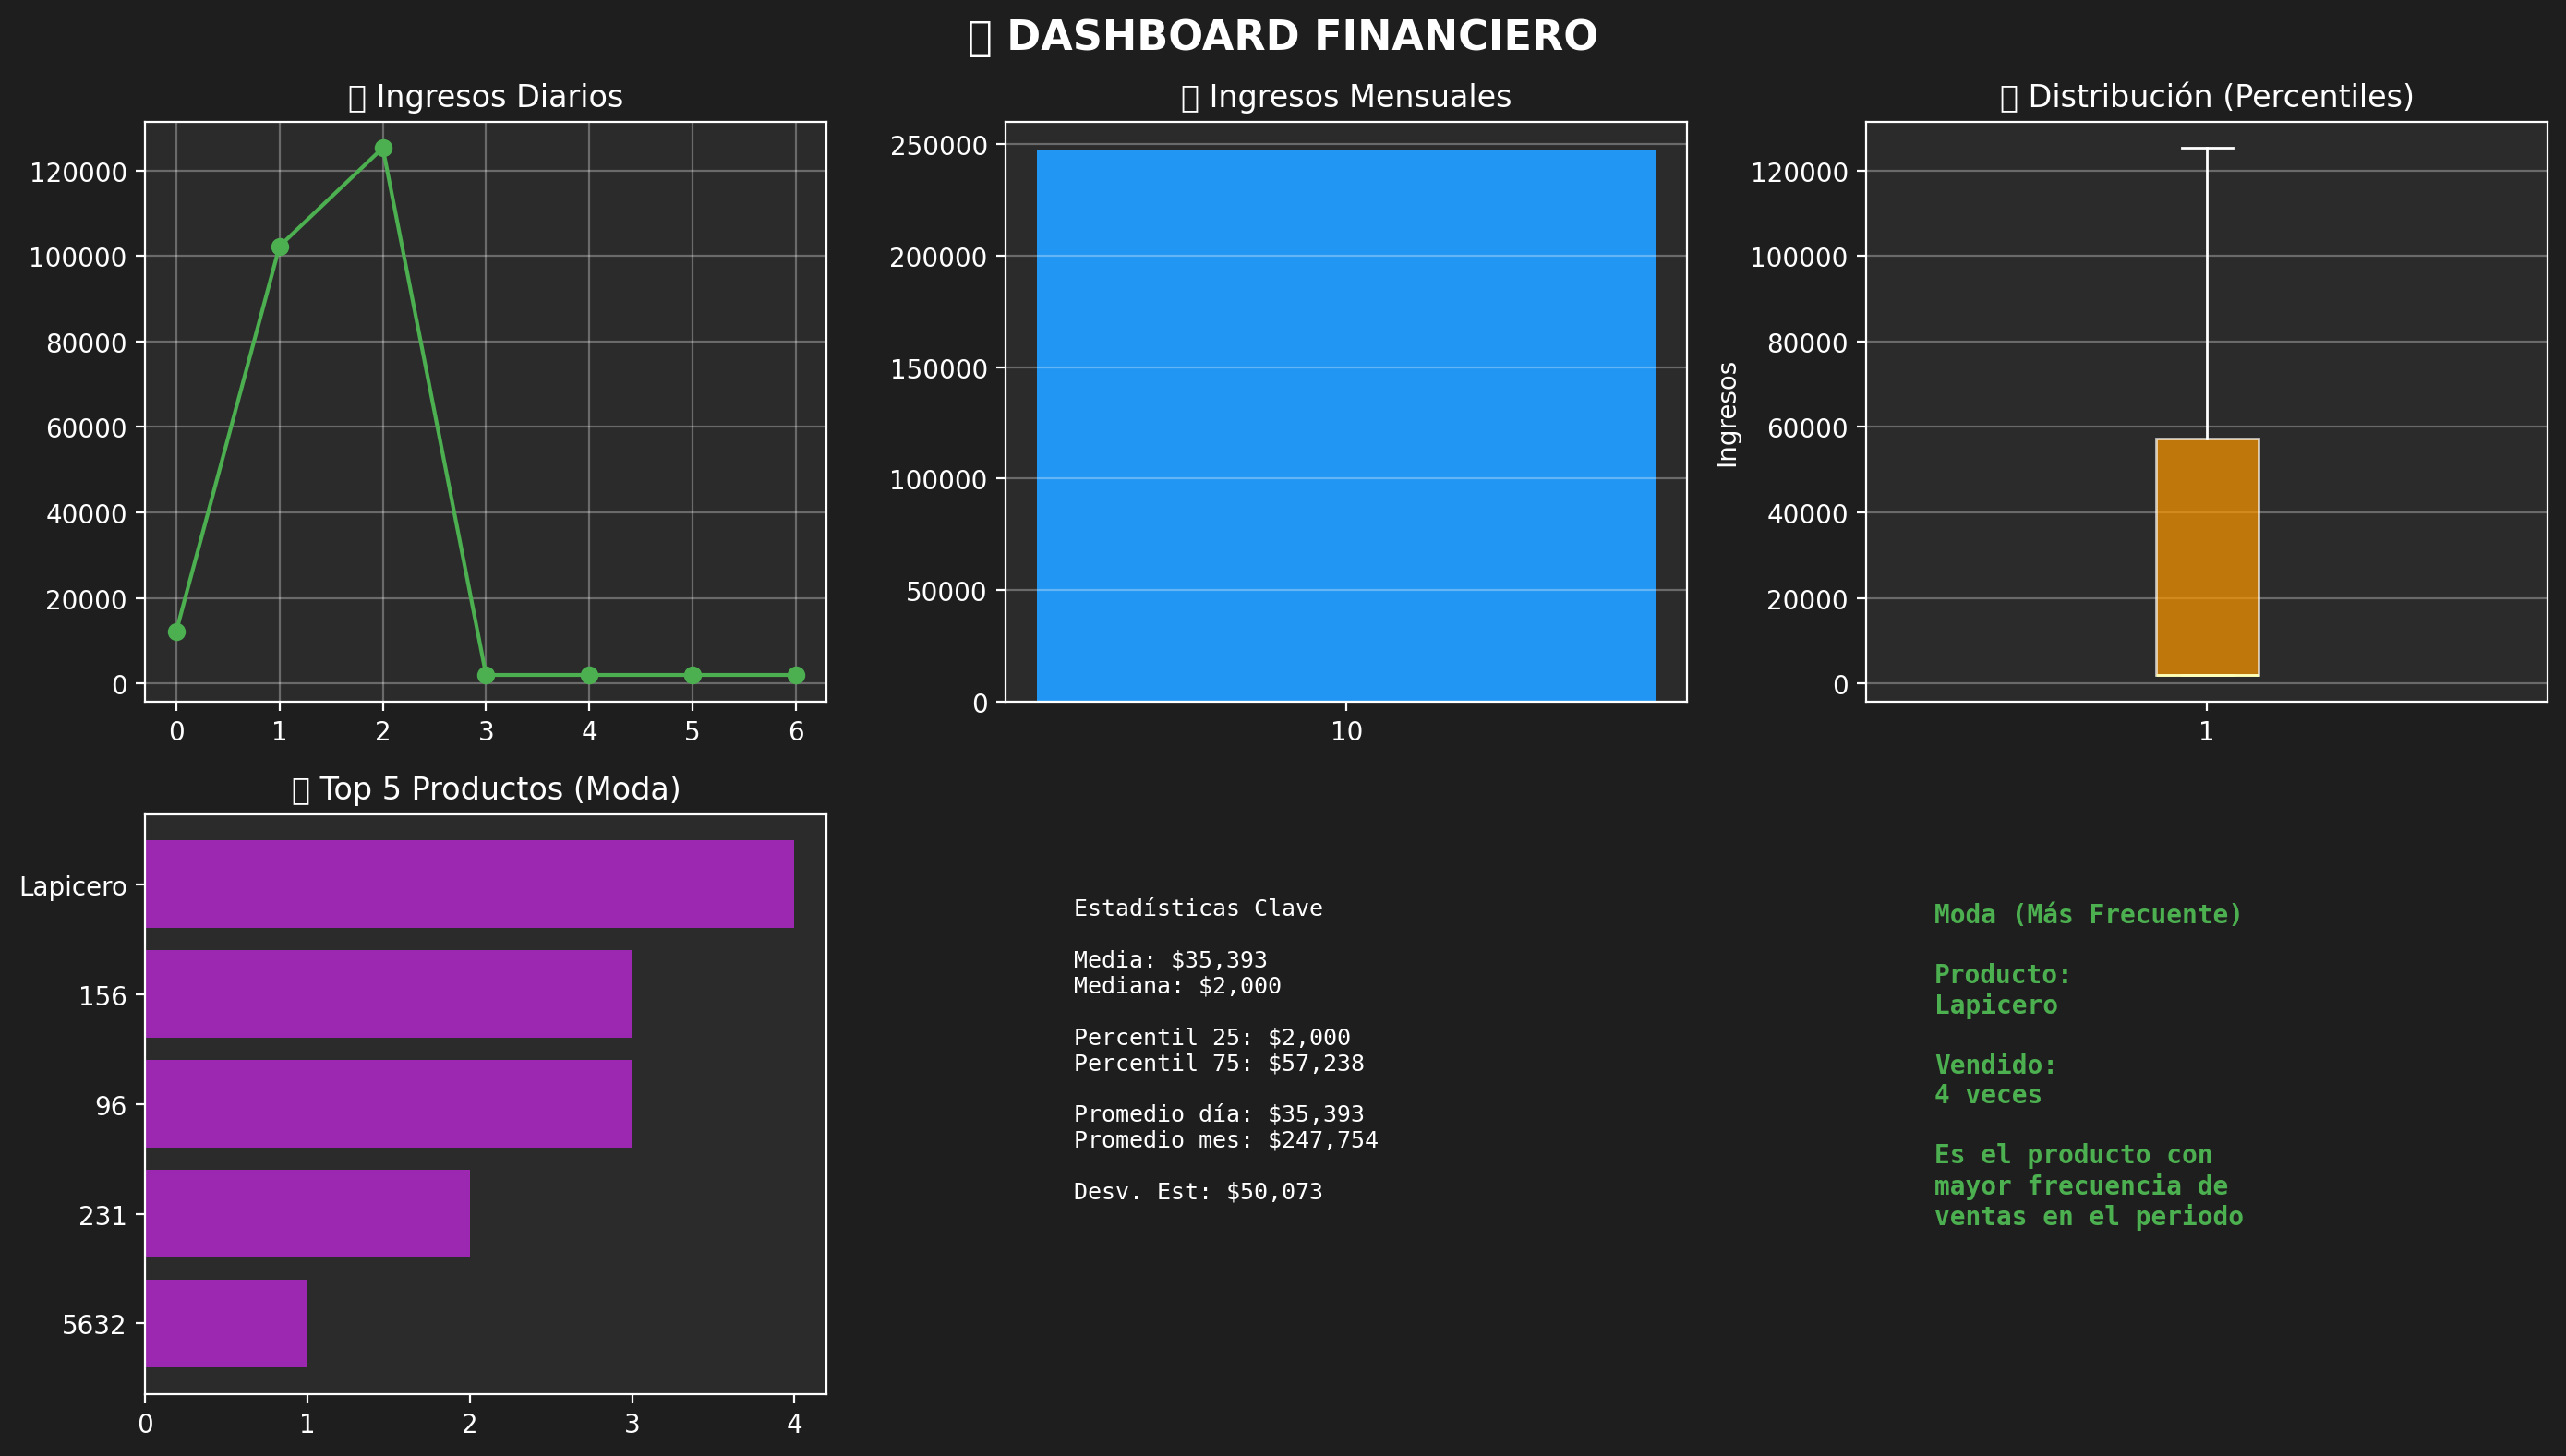 DASHBOARD FINANCIERO
Ingresos Diarios
120000
100000
80000
60000
40000
20000
0
0 1 2 3 4 5 6
Ingresos Mensuales
250000
200000
150000
100000
50000
0
10
Distribución (Percentiles)
Ingresos
120000
100000
80000
60000
40000
20000
0
1
Top 5 Productos (Moda)
Lapicero
156
96
231
5632
0 1 2 3 4
Estadísticas Clave
Media: $35,393
Mediana: $2,000
Percentil 25: $2,000
Percentil 75: $57,238
Promedio día: $35,393
Promedio mes: $247,754
Desv. Est: $50,073
Moda (Más Frecuente)
Producto:
Lapicero
Vendido:
4 veces
Es el producto con
mayor frecuencia de
ventas en el periodo